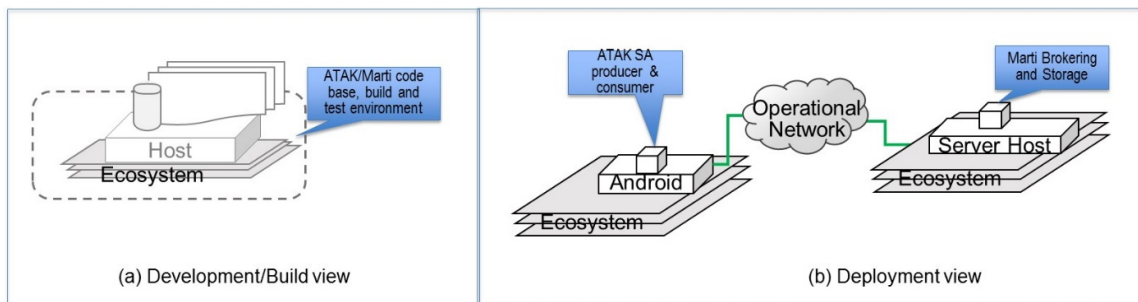 ATAK/Marti code
base, build and
test environment
Host
Ecosystem
(a) Development/Build view
ATAK SA
producer &
consumer
Operational
Network
Marti Brokering
and Storage
Android
Ecosystem
Server Host
Ecosystem
(b) Deployment view